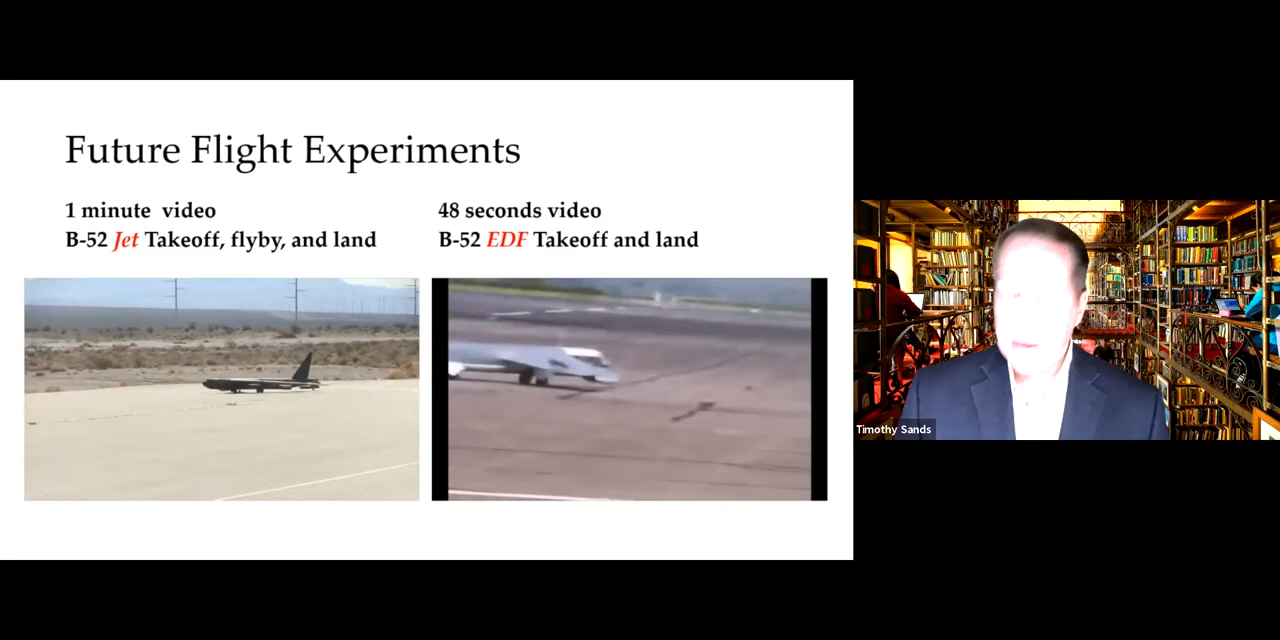 Future Flight Experiments
1 minute video
B-52 Jet Takeoff, flyby, and land
48 seconds video
B-52 EDF Takeoff and land
Timothy Sands